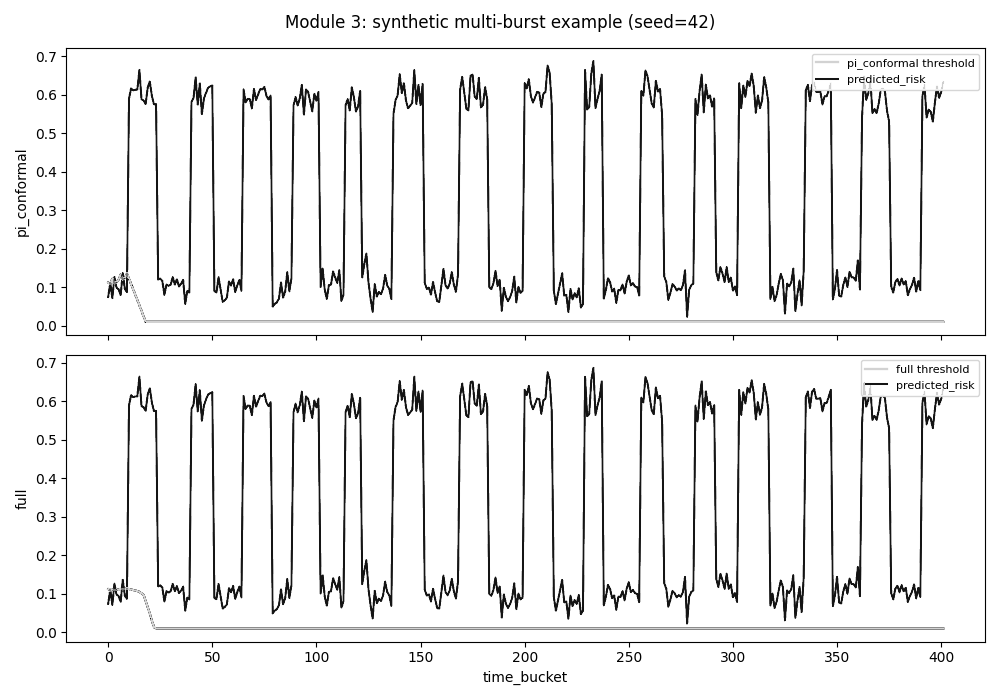 Module 3: synthetic multi-burst example (seed=42)
pi_conformal threshold
predicted_risk
pi_conformal
0.7
0.6
0.5
0.4
0.3
0.2
0.1
0.0
full threshold
predicted_risk
full
0.7
0.6
0.5
0.4
0.3
0.2
0.1
0.0
0 50 100 150 200 250 300 350 400
time_bucket